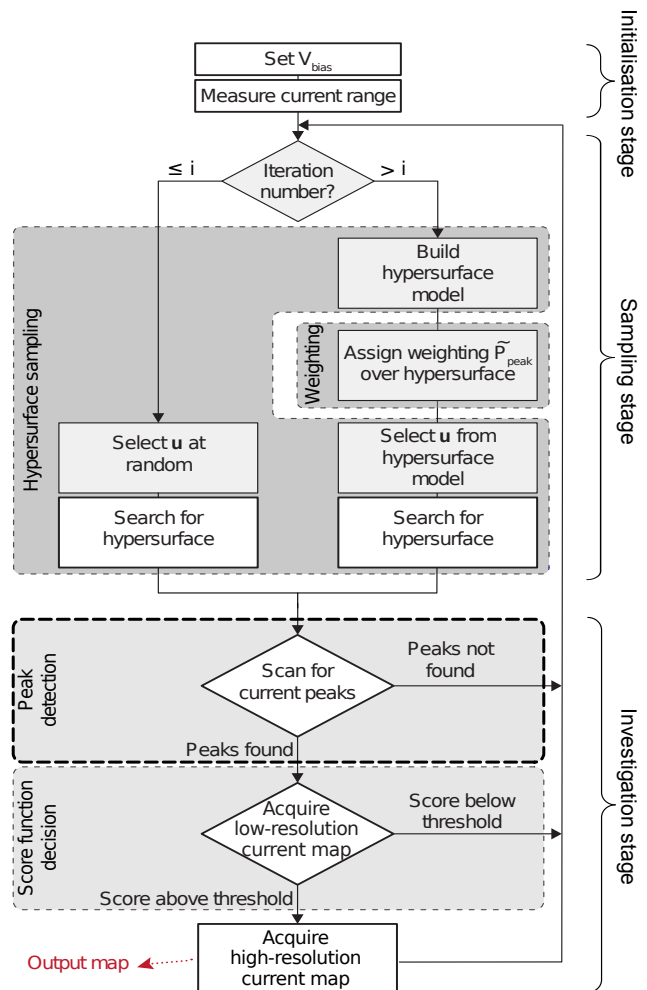 Set V_bias
Measure current range
Initialisation stage
≤ i
Iteration
number?
> i
Build
hypersurface
model
Hypersurface sampling
Weighting
Assign weighting P̃_peak
over hypersurface
Sampling stage
Select u at
random
Select u from
hypersurface
model
Search for
hypersurface
Search for
hypersurface
Peak
detection
Scan for
current peaks
Peaks not
found
Peaks found
Investigation stage
Score function
decision
Acquire
low-resolution
current map
Score below
threshold
Score above threshold
Acquire
high-resolution
current map
Output map